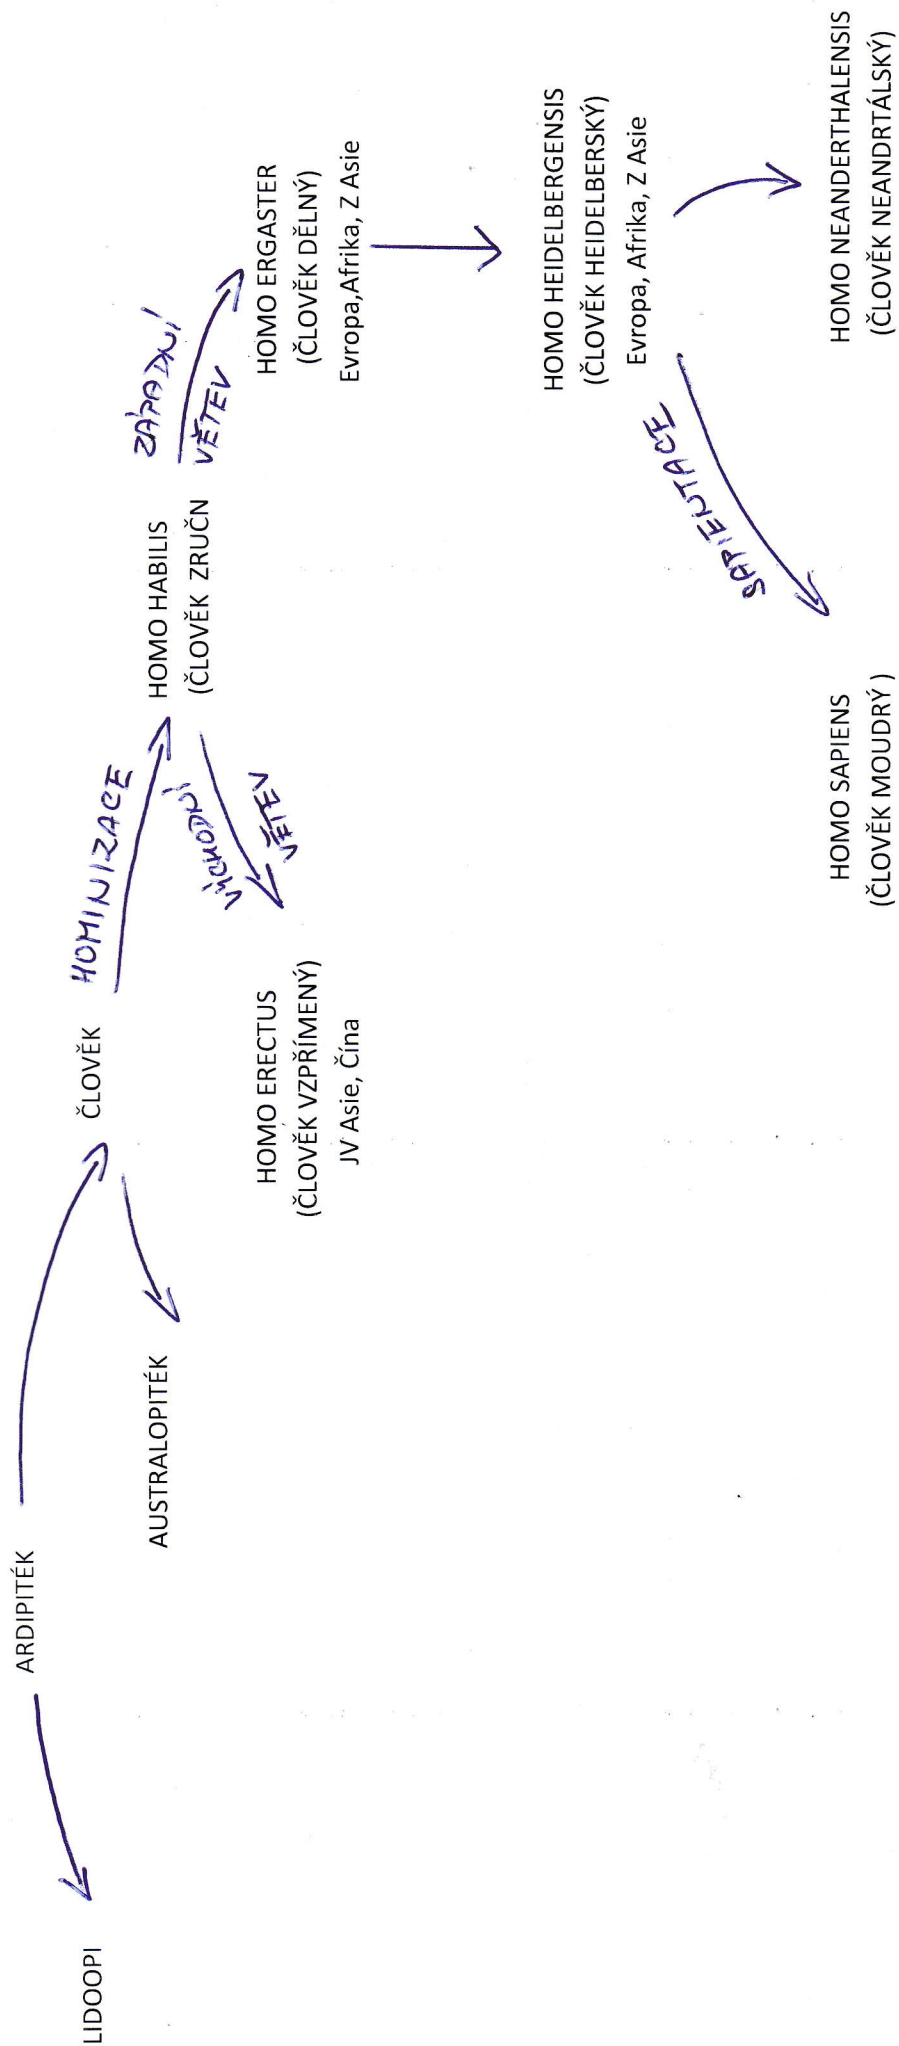 ARDIPITÉK
LIDOOPI
ČLOVĚK
HOMINIZACE
AUSTRALOPITÉK
HOMO HABILIS
(ČLOVĚK ZRUČN
ZÁPADNÍ
VĚTEV
VÝCHODNÍ
VĚTEV
HOMO ERECTUS
(ČLOVĚK VZPŘÍMENÝ)
JV Asie, Čína
HOMO ERGASTER
(ČLOVĚK DĚLNÝ)
Evropa,Afrika, Z Asie
HOMO HEIDELBERGENSIS
(ČLOVĚK HEIDELBERSKÝ)
Evropa, Afrika, Z Asie
SAPIENTACE
HOMO SAPIENS
(ČLOVĚK MOUDRÝ )
HOMO NEANDERTHALENSIS
(ČLOVĚK NEANDRTÁLSKÝ)